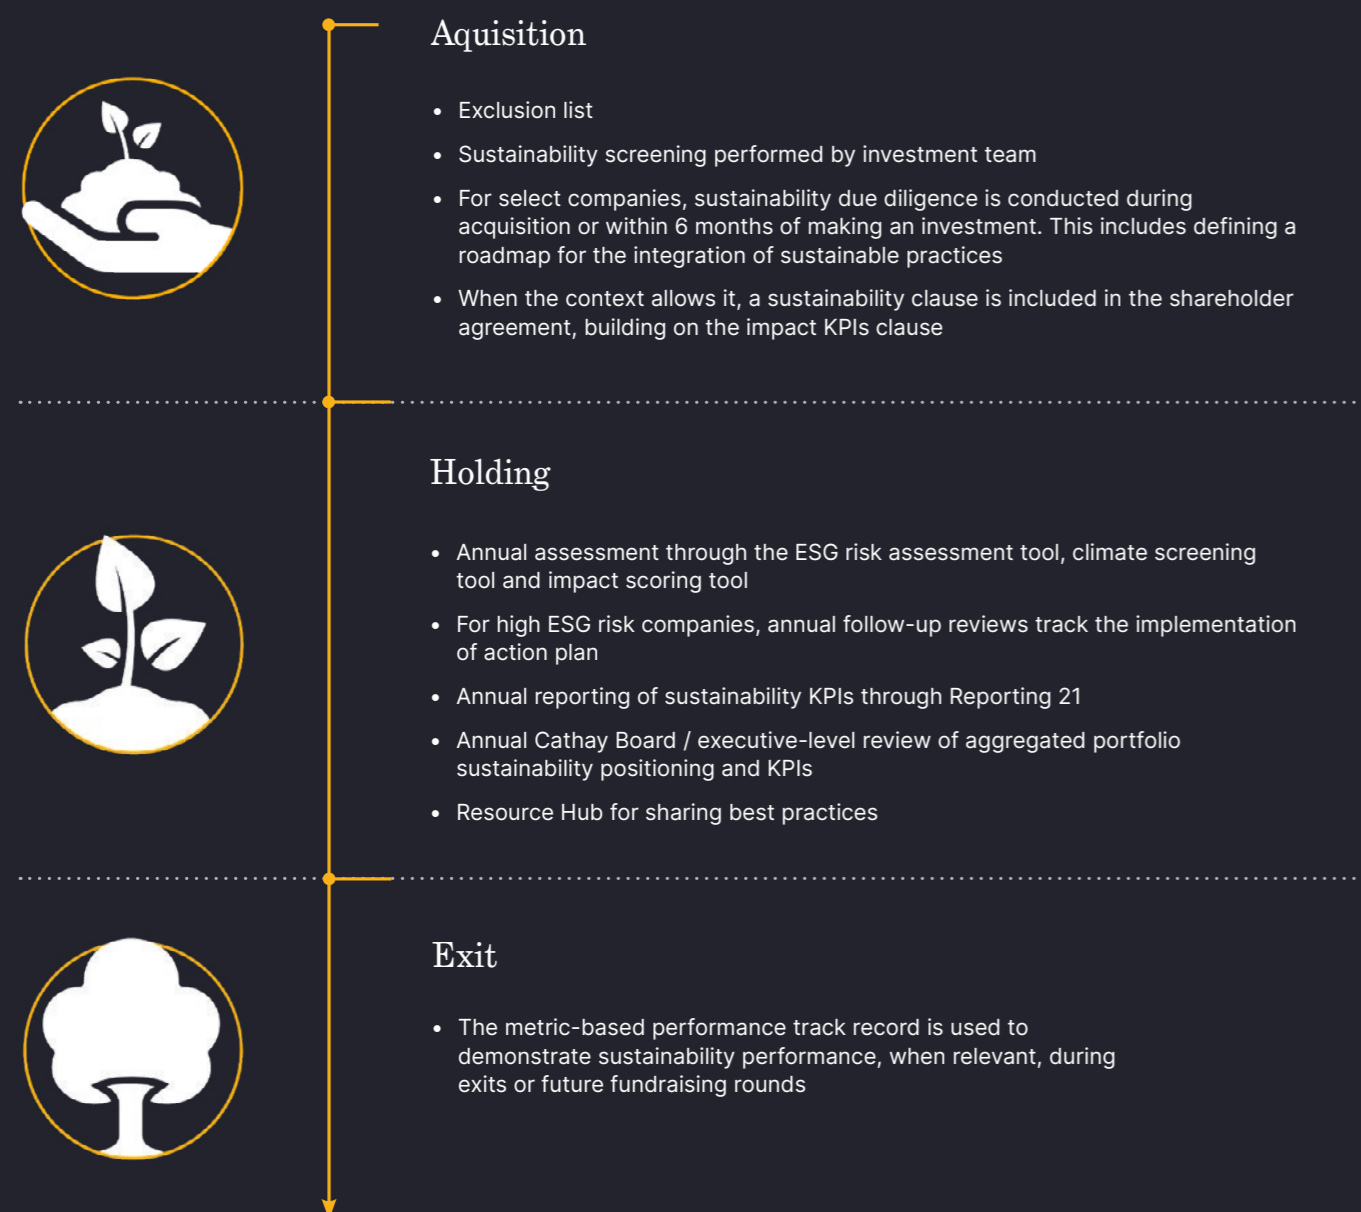 Aquisition
• Exclusion list
• Sustainability screening performed by investment team
• For select companies, sustainability due diligence is conducted during
acquisition or within 6 months of making an investment. This includes defining a
roadmap for the integration of sustainable practices
• When the context allows it, a sustainability clause is included in the shareholder
agreement, building on the impact KPIs clause
Holding
• Annual assessment through the ESG risk assessment tool, climate screening
tool and impact scoring tool
• For high ESG risk companies, annual follow-up reviews track the implementation
of action plan
• Annual reporting of sustainability KPIs through Reporting 21
• Annual Cathay Board / executive-level review of aggregated portfolio
sustainability positioning and KPIs
• Resource Hub for sharing best practices
Exit
• The metric-based performance track record is used to
demonstrate sustainability performance, when relevant, during
exits or future fundraising rounds